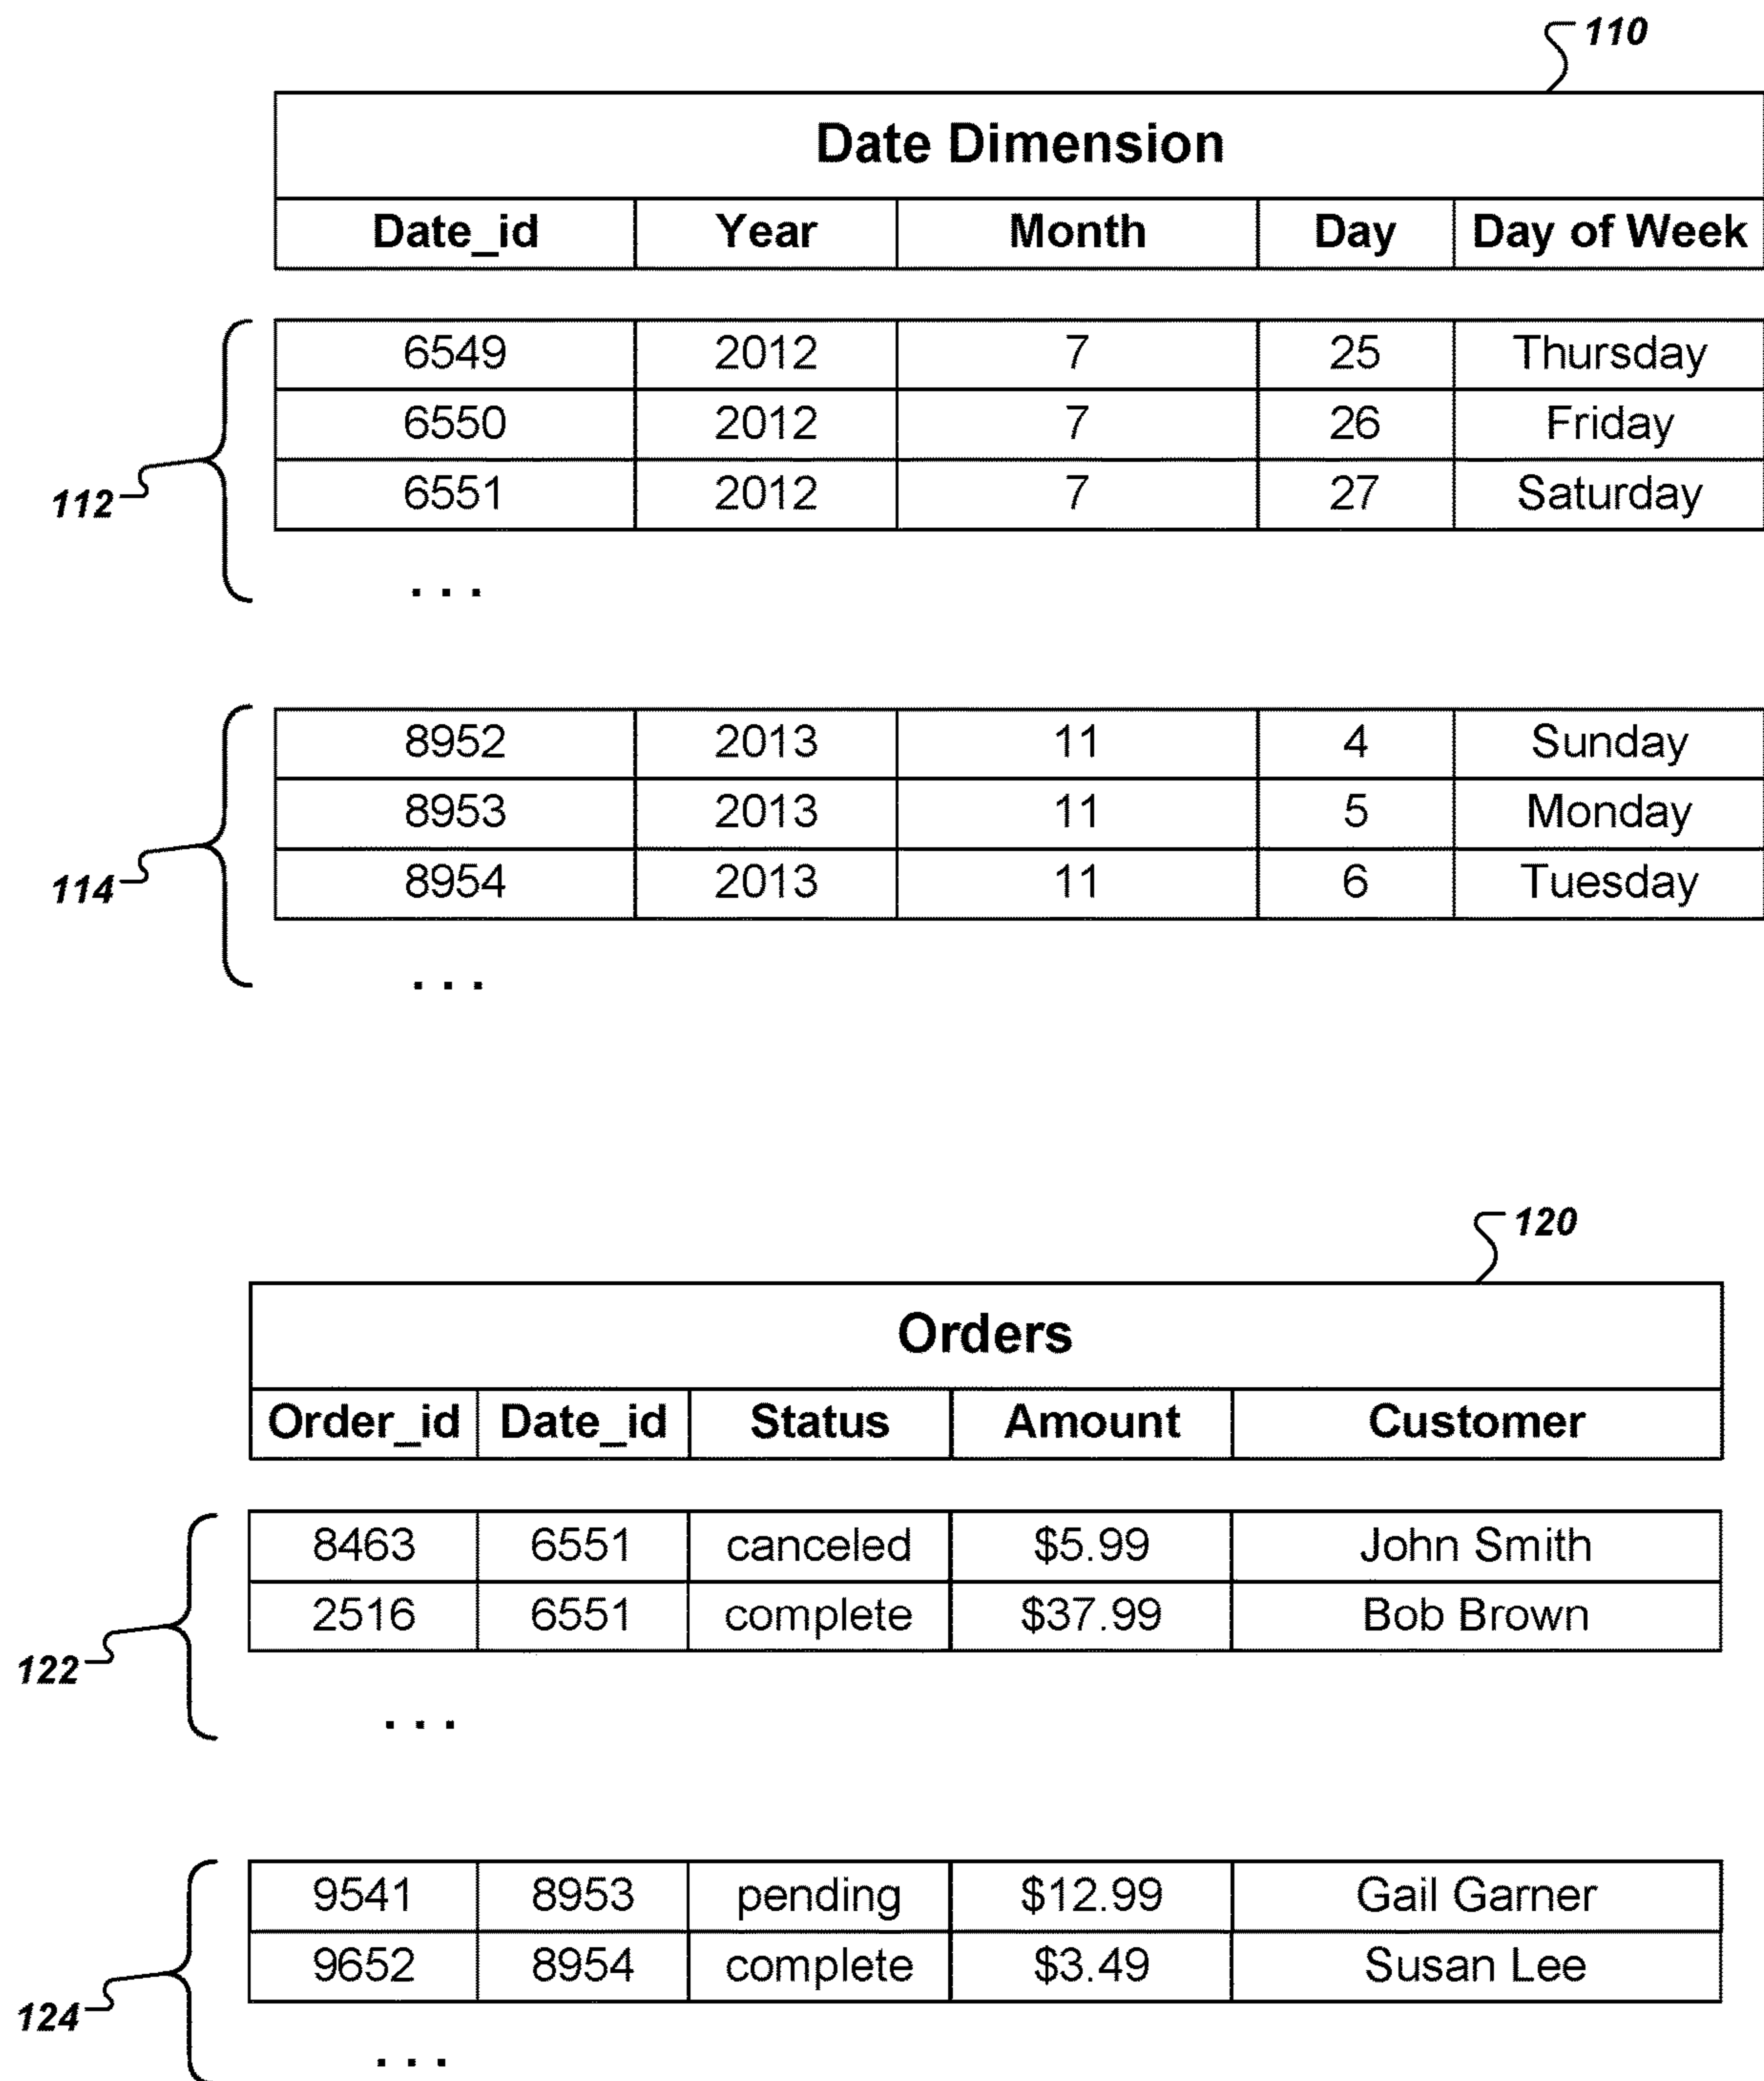 110
Date Dimension
Date_id Year Month Day Day of Week
6549 2012 7 25 Thursday
6550 2012 7 26 Friday
112
6551 2012 7 27 Saturday
...
8952 2013 11 4 Sunday
8953 2013 11 5 Monday
114
8954 2013 11 6 Tuesday
...
120
Orders
Order_id Date_id Status Amount Customer
8463 6551 canceled $5.99 John Smith
2516 6551 complete $37.99 Bob Brown
122
...
9541 8953 pending $12.99 Gail Garner
9652 8954 complete $3.49 Susan Lee
124
...